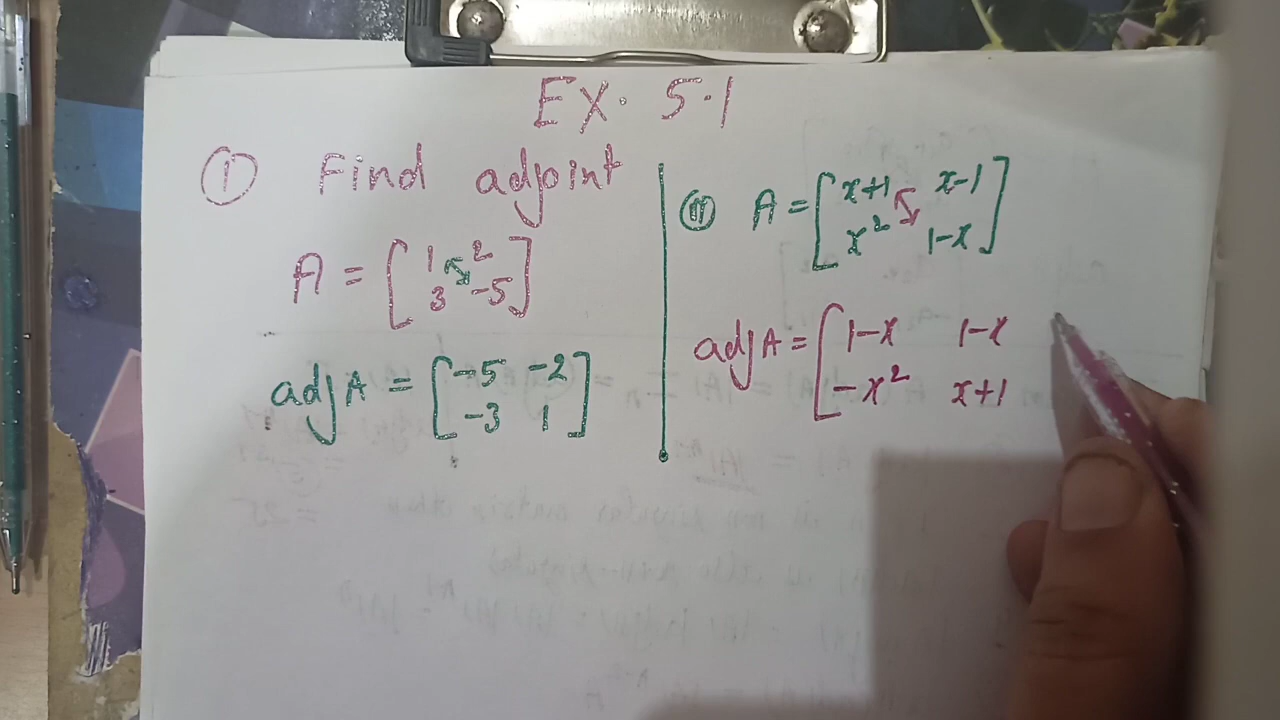 EX. 5.1
① Find adjoint
A = [ 1 2
3 -5 ]
adj A = [ -5 -2
-3 1 ]
ⓘⓘ A = [ x+1 x-1
x² 1-x ]
adj A = [ 1-x 1-x
-x² x+1